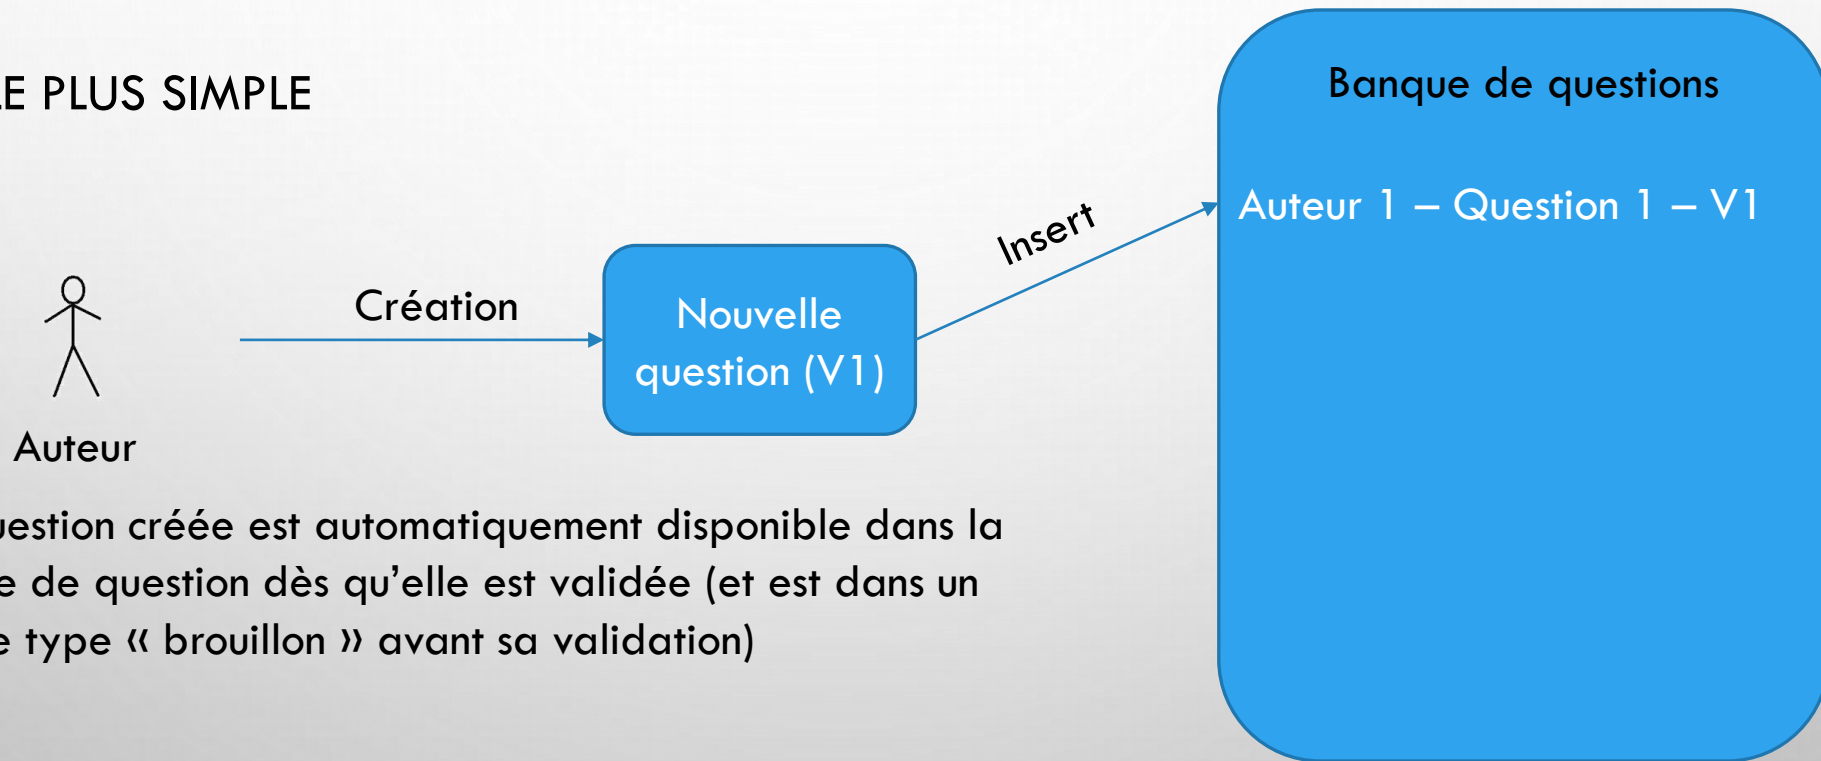 LE PLUS SIMPLE
Banque de questions
Auteur 1 – Question 1 – V1
Insert
Création
Nouvelle
question (V1)
Auteur
uestion créée est automatiquement disponible dans la
e de question dès qu'elle est validée (et est dans un
e type « brouillon » avant sa validation)